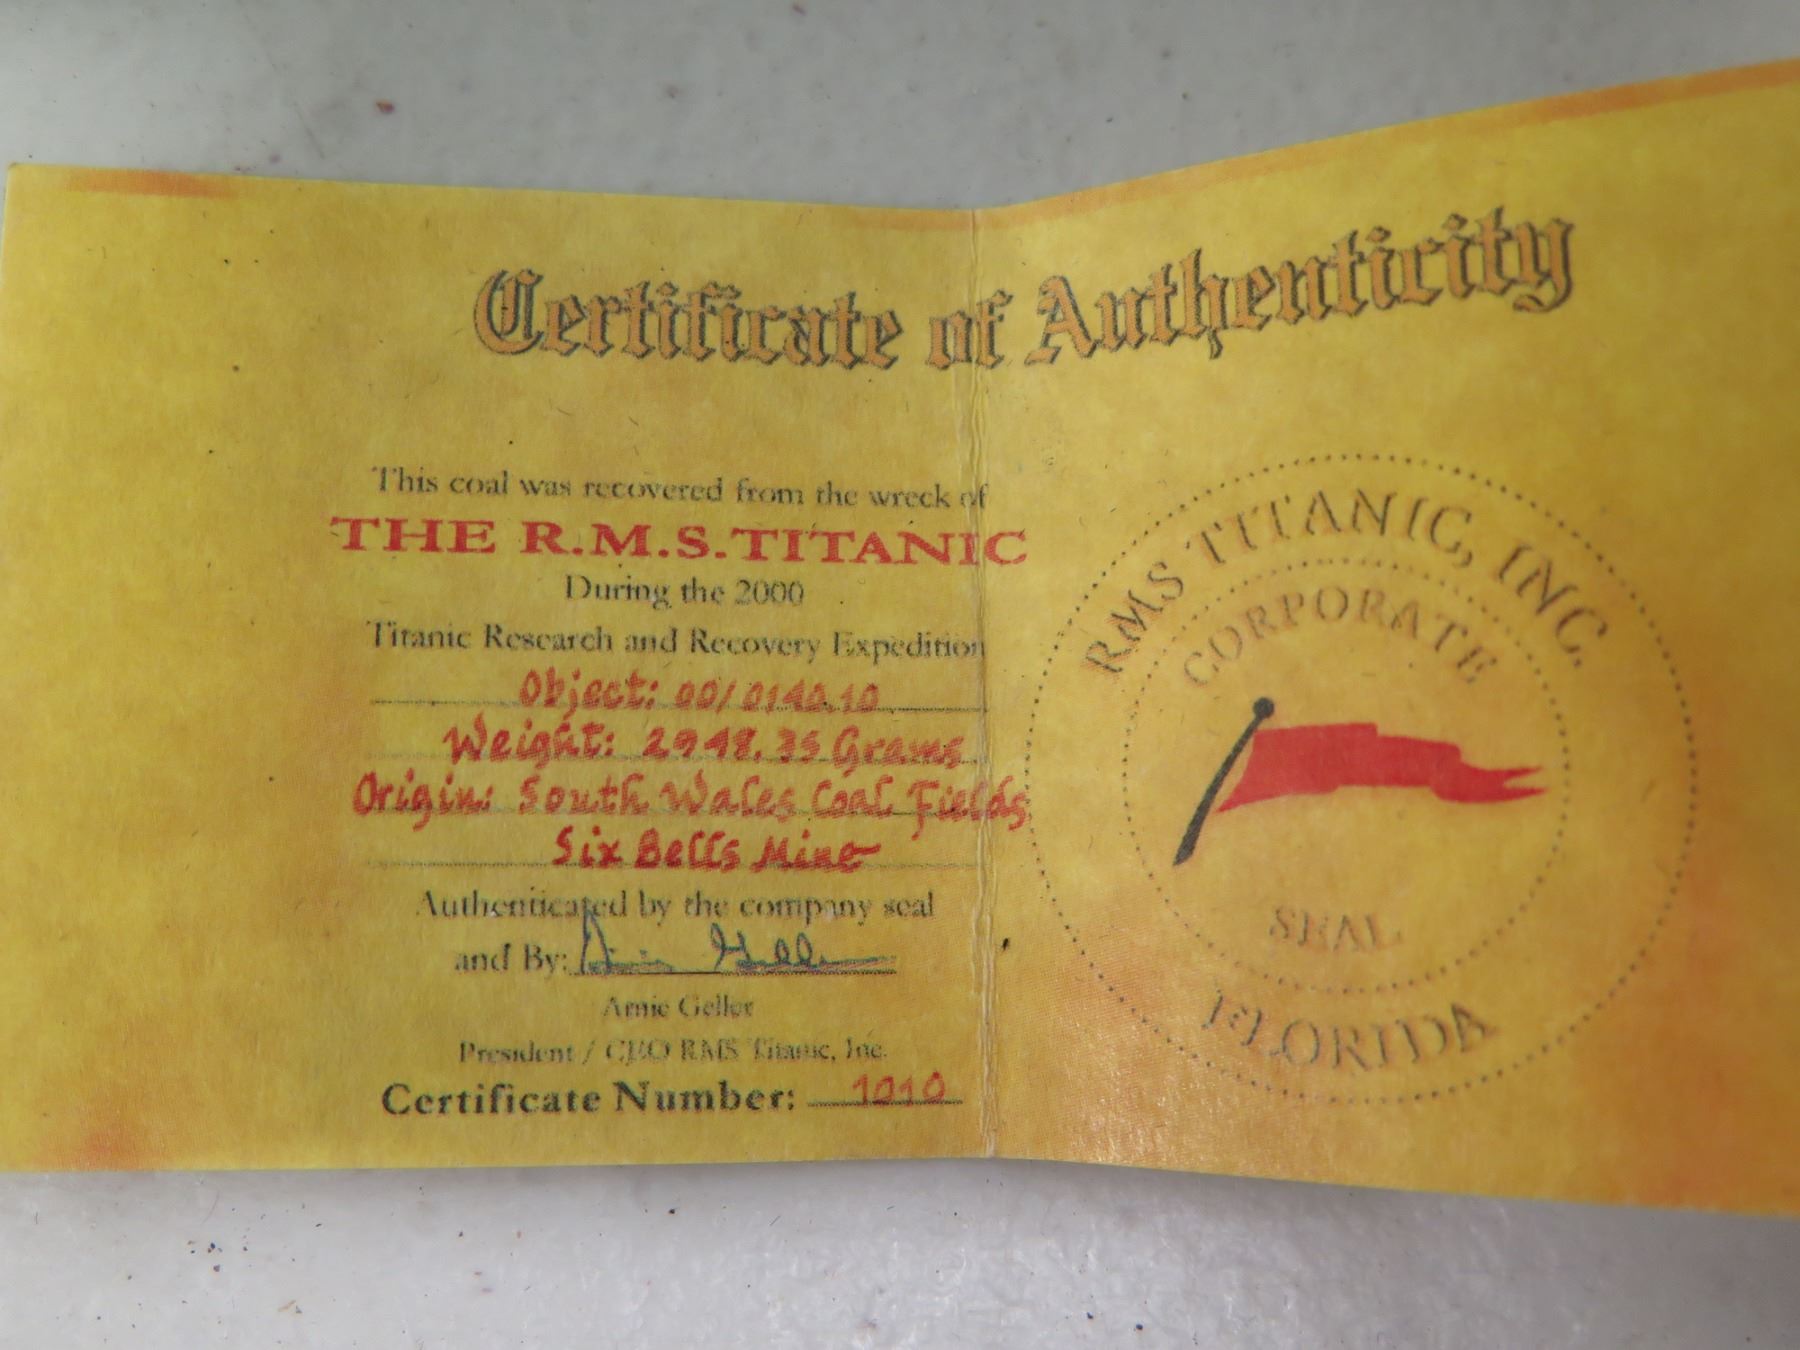 Certificate of Authenticity
This coal was recovered from the wreck of
THE R.M.S. TITANIC
During the 2000
Titanic Research and Recovery Expedition
Object: 00/0140.10
Weight: 2948.35 Grams
Origin: South Wales Coal Fields
Six Bells Mine
Authenticated by the company seal
and By: Arnie Geller
Arnie Geller
President / CEO RMS Titanic, Inc.
Certificate Number: 1010
RMS TITANIC, INC.
CORPORATE
SEAL
FLORIDA